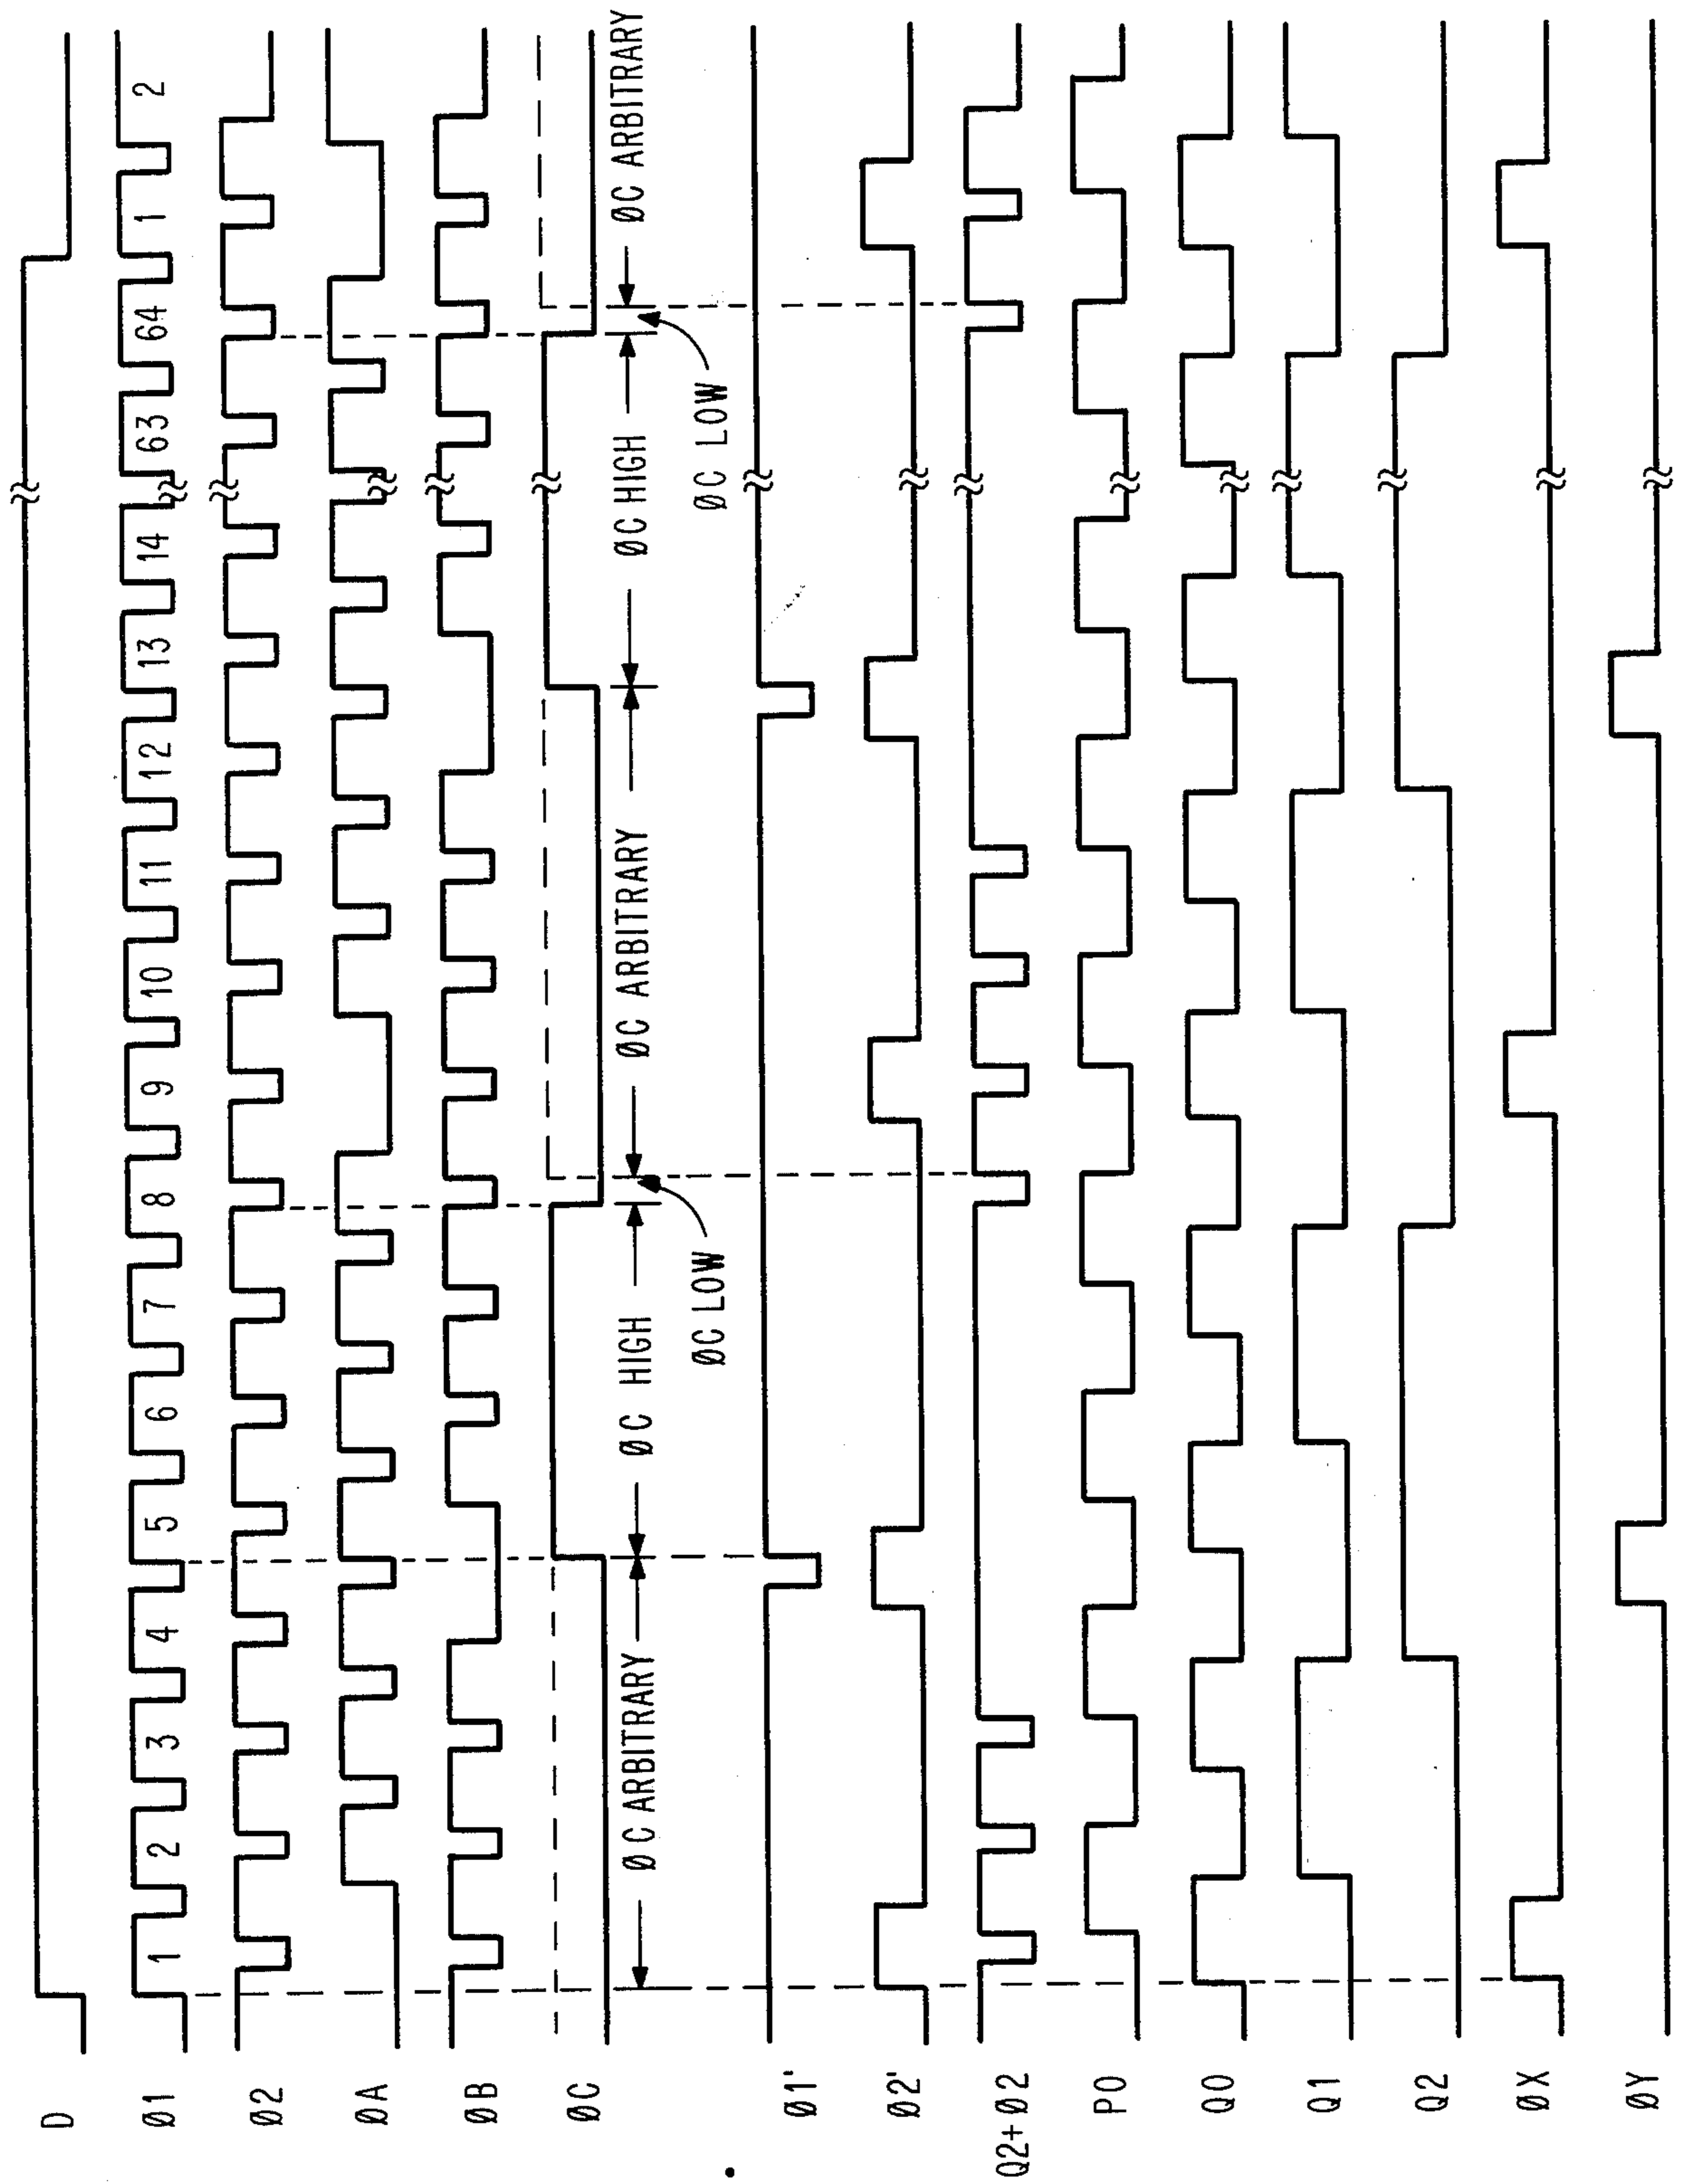 D
Ø1 1 2 3 4 5 6 7 8 9 10 11 12 13 14 63 64 1 2
Ø2
ØA
ØB
ØC
ØC ARBITRARY ØC HIGH ØC ARBITRARY ØC HIGH ØC ARBITRARY
ØC LOW ØC LOW
Ø1'
Ø2'
Q2+Ø2
P0
Q0
Q1
Q2
ØX
ØY